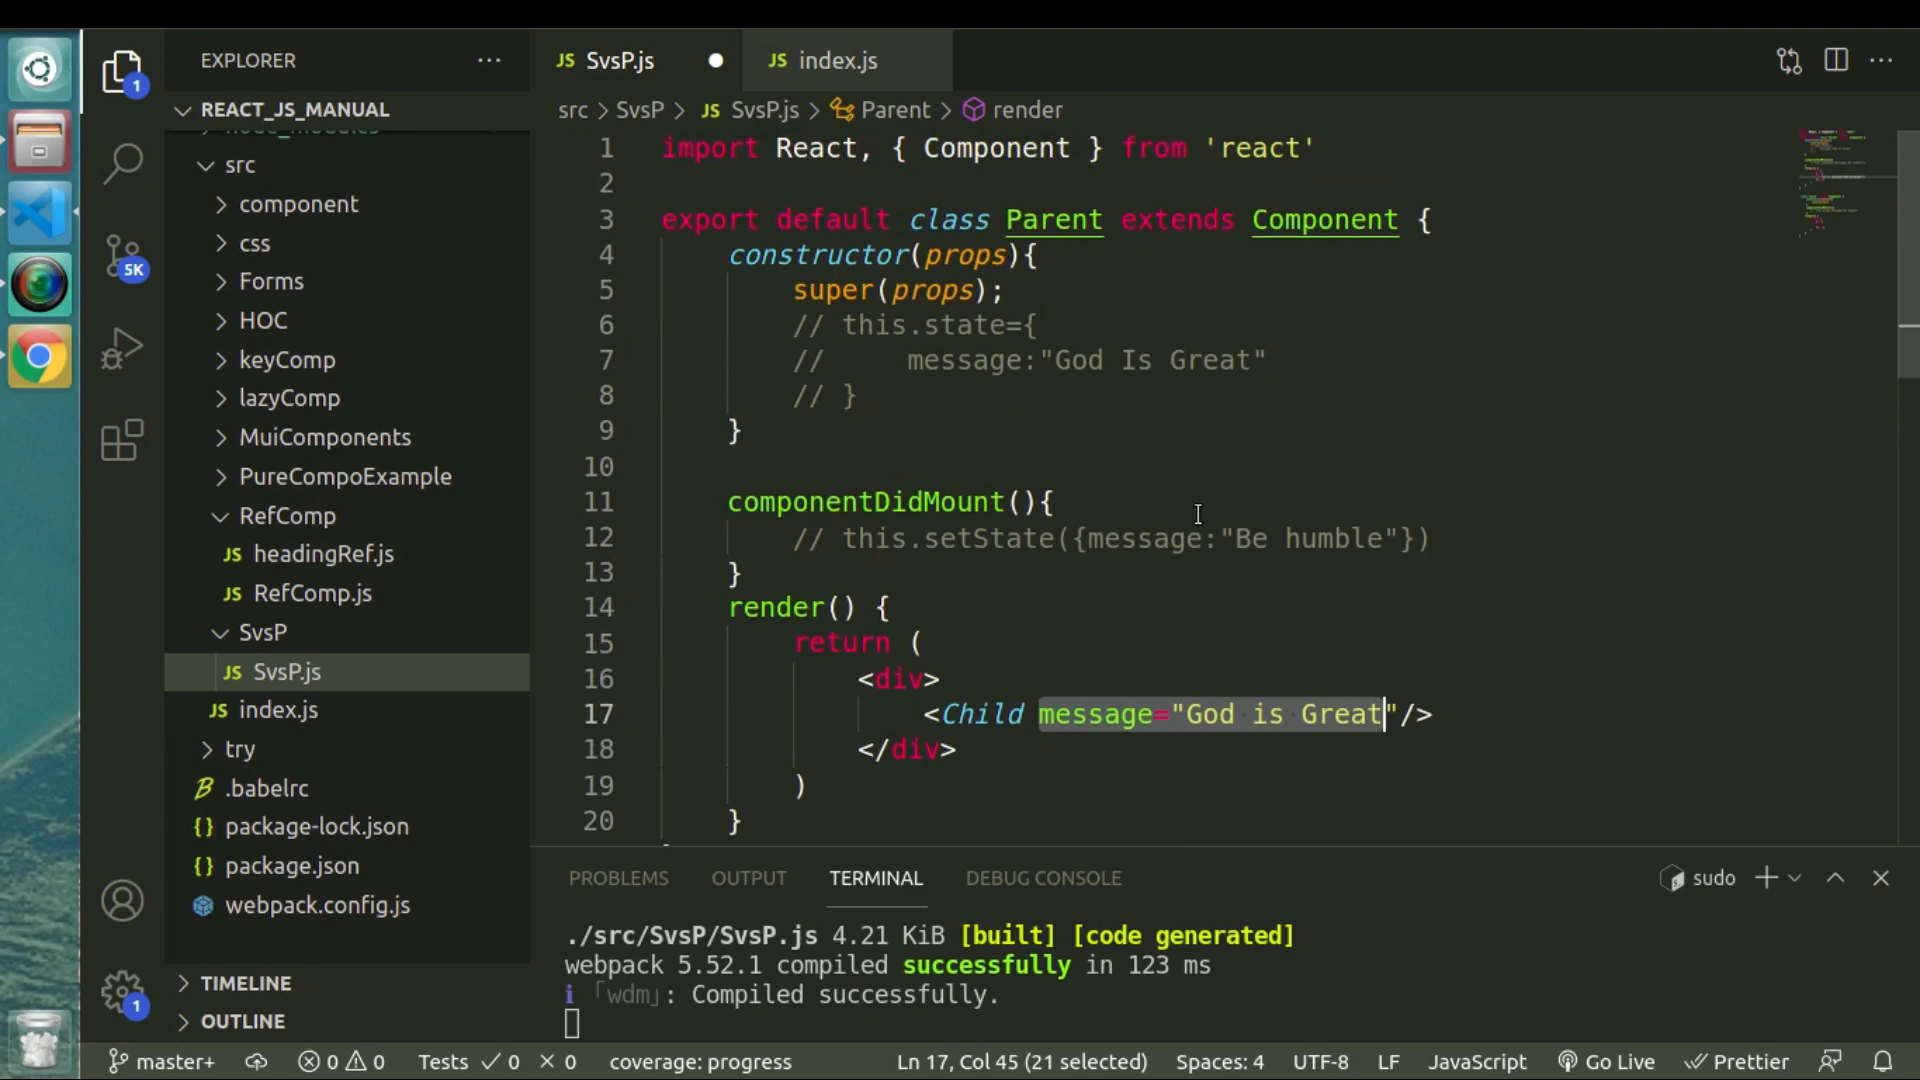 EXPLORER
REACT_JS_MANUAL
node_modules
src
component
css
Forms
HOC
keyComp
lazyComp
MuiComponents
PureCompoExample
RefComp
JS headingRef.js
JS RefComp.js
SvsP
JS SvsP.js
JS index.js
try
.babelrc
{} package-lock.json
{} package.json
webpack.config.js
TIMELINE
OUTLINE
1
5K
1
JS SvsP.js
JS index.js
src > SvsP > JS SvsP.js > Parent > render
1 import React, { Component } from 'react'
2
3 export default class Parent extends Component {
4 constructor(props){
5 super(props);
6 // this.state={
7 // message:"God Is Great"
8 // }
9 }
10
11 componentDidMount(){
12 // this.setState({message:"Be humble"})
13 }
14 render() {
15 return (
16 <div>
17 <Child message="God is Great"/>
18 </div>
19 )
20 }
PROBLEMS OUTPUT TERMINAL DEBUG CONSOLE
sudo
./src/SvsP/SvsP.js 4.21 KiB [built] [code generated]
webpack 5.52.1 compiled successfully in 123 ms
i ｢wdm｣: Compiled successfully.
master+ 0 0 Tests ✓ 0 × 0 coverage: progress Ln 17, Col 45 (21 selected) Spaces: 4 UTF-8 LF JavaScript Go Live Prettier